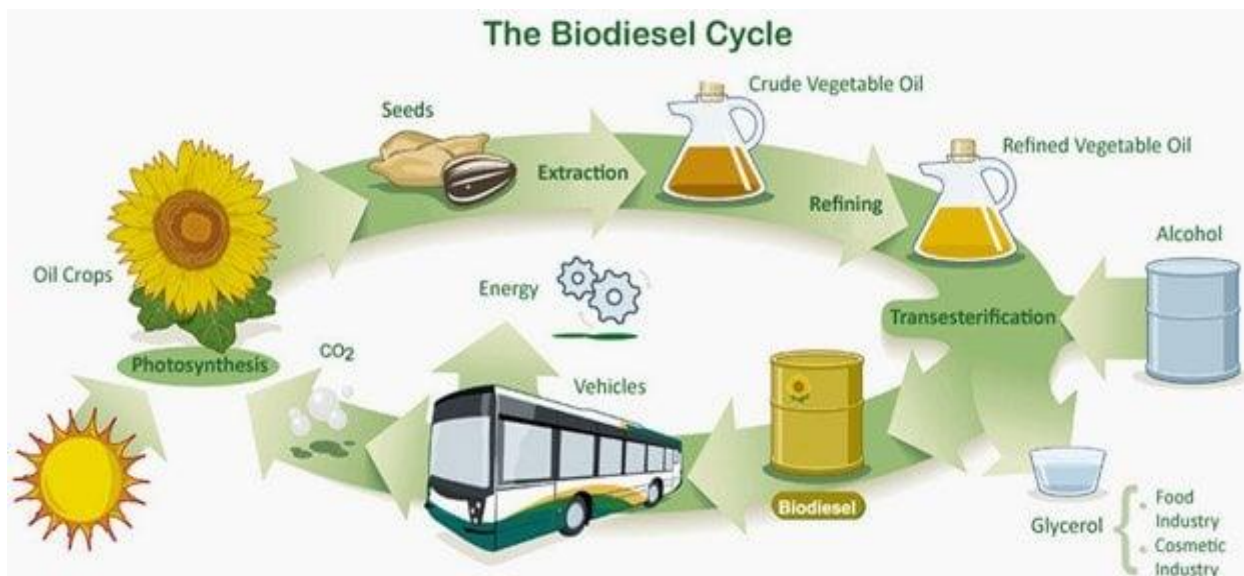 The Biodiesel Cycle
Crude Vegetable Oil
Seeds
Extraction
Refined Vegetable Oil
Refining
Alcohol
Oil Crops
Energy
Transesterification
Photosynthesis
CO2
Vehicles
Biodiesel
Glycerol
. Food
Industry
. Cosmetic
Industry